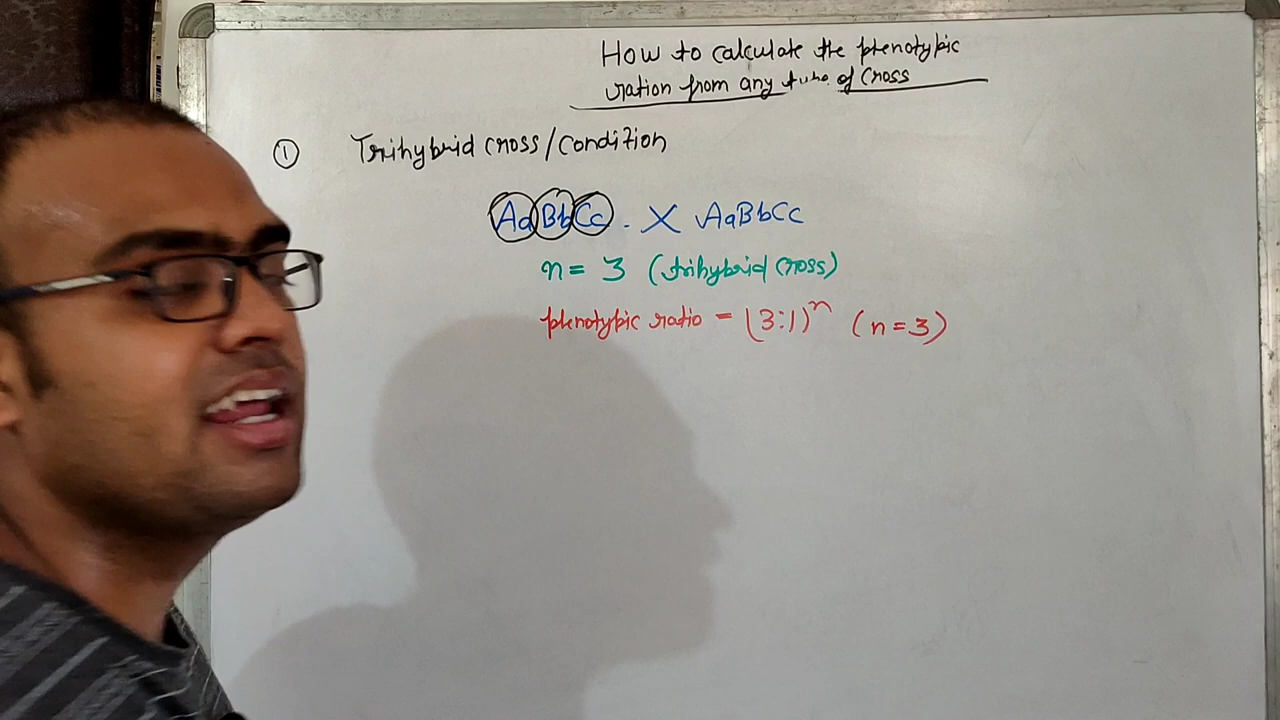 How to calculate the phenotypic
ration from any of Cross
① Trihybrid cross/condition
AaBbCc . X AaBbCc
n = 3 (trihybrid cross)
phenotypic ratio = (3:1)ⁿ (n=3)